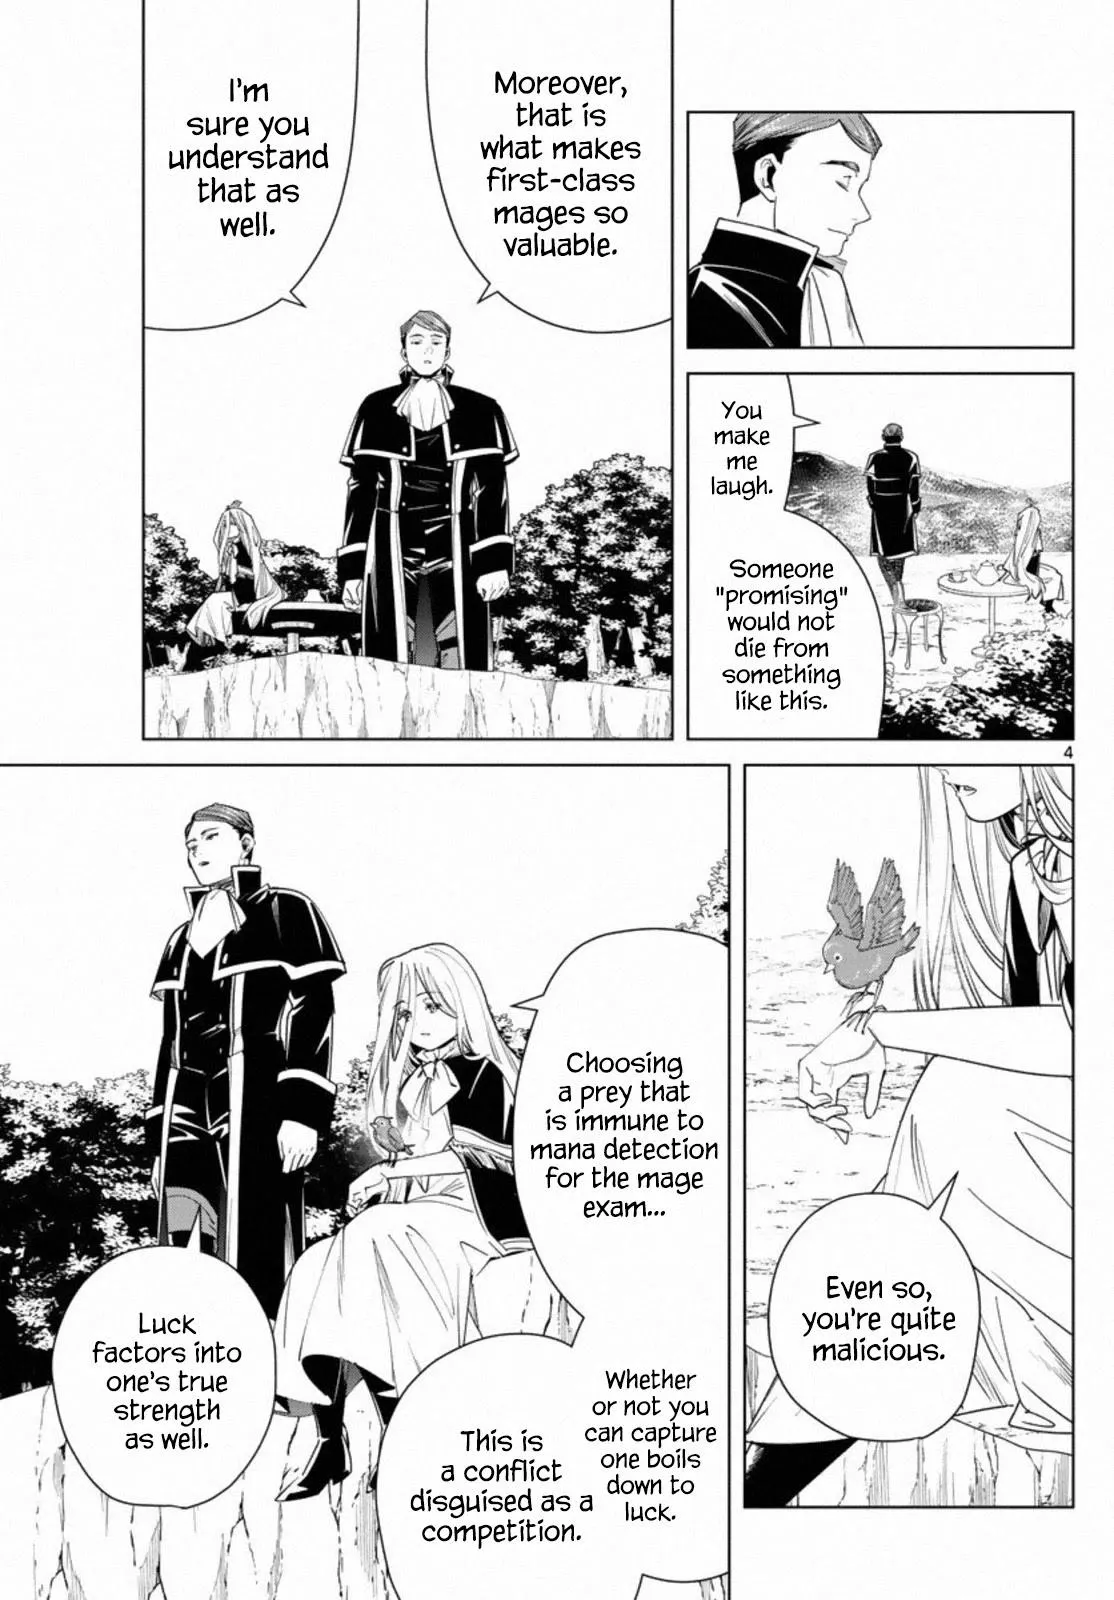 You
make
me
laugh.
Someone
"promising"
would not
die from
something
like this.
Moreover,
that is
what makes
first-class
mages so
valuable.
I'm
sure you
understand
that as
well.
4
Even so,
you're quite
malicious.
Choosing
a prey that
is immune to
mana detection
for the mage
exam...
Whether
or not you
can capture
one boils
down to
luck.
This is
a conflict
disguised as a
competition.
Luck
factors into
one's true
strength
as well.